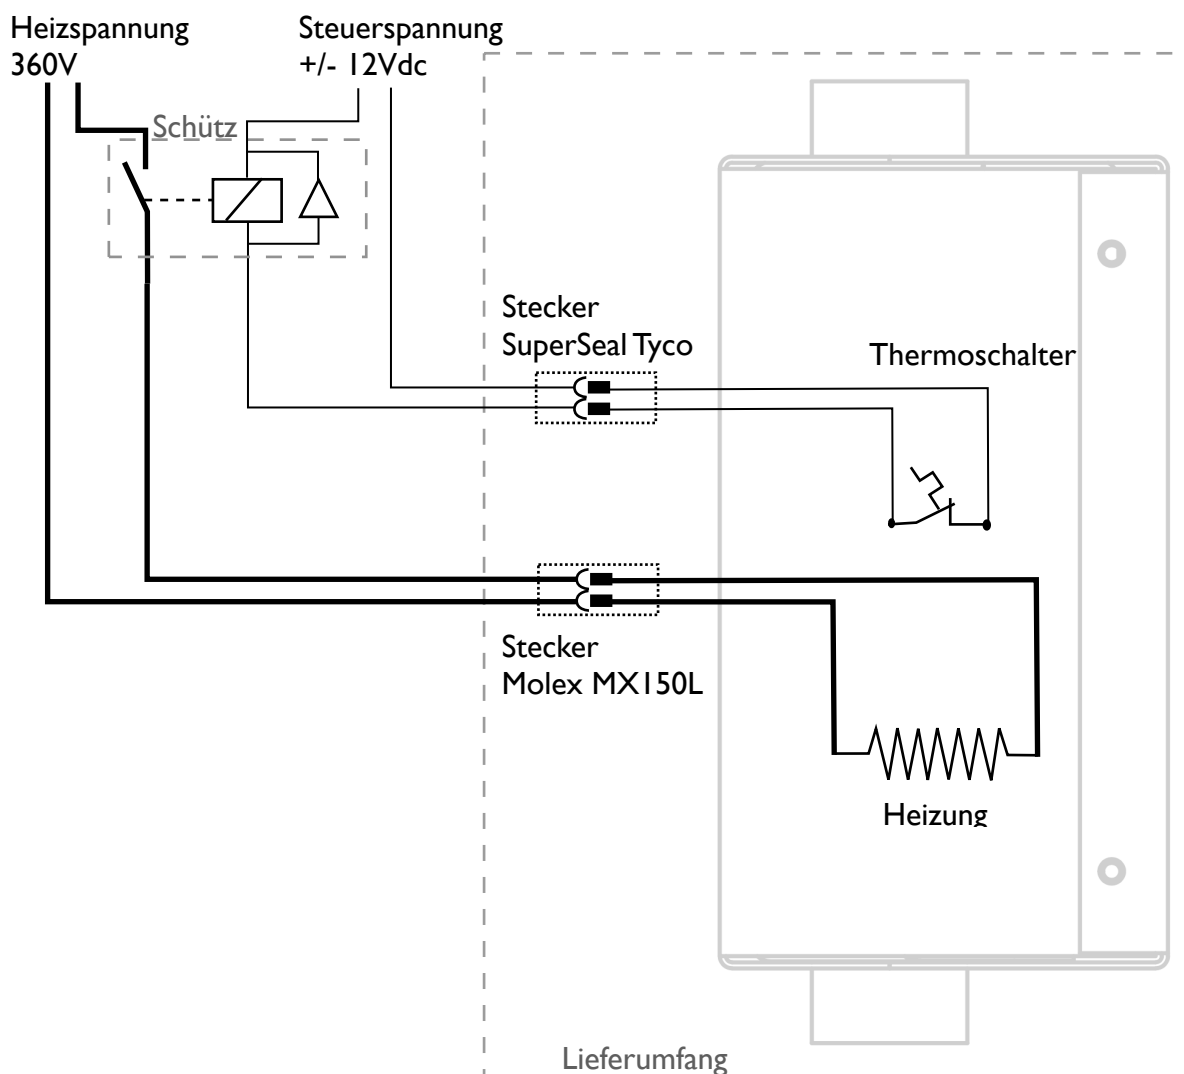 Heizspannung
360V
Steuerspannung
+/- 12Vdc
Schütz
Stecker
SuperSeal Tyco
Thermoschalter
Stecker
Molex MX150L
Heizung
Lieferumfang